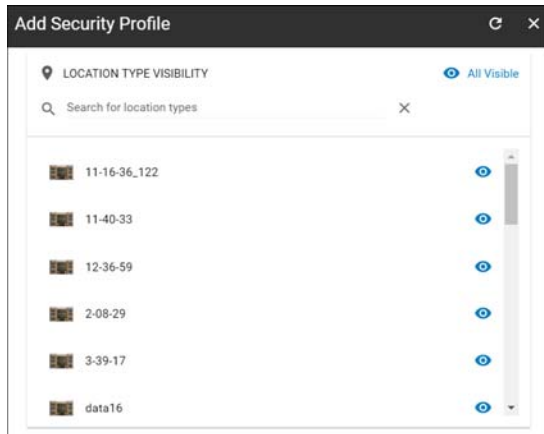 Add Security Profile
LOCATION TYPE VISIBILITY
All Visible
Search for location types
11-16-36_122
11-40-33
12-36-59
2-08-29
3-39-17
data16